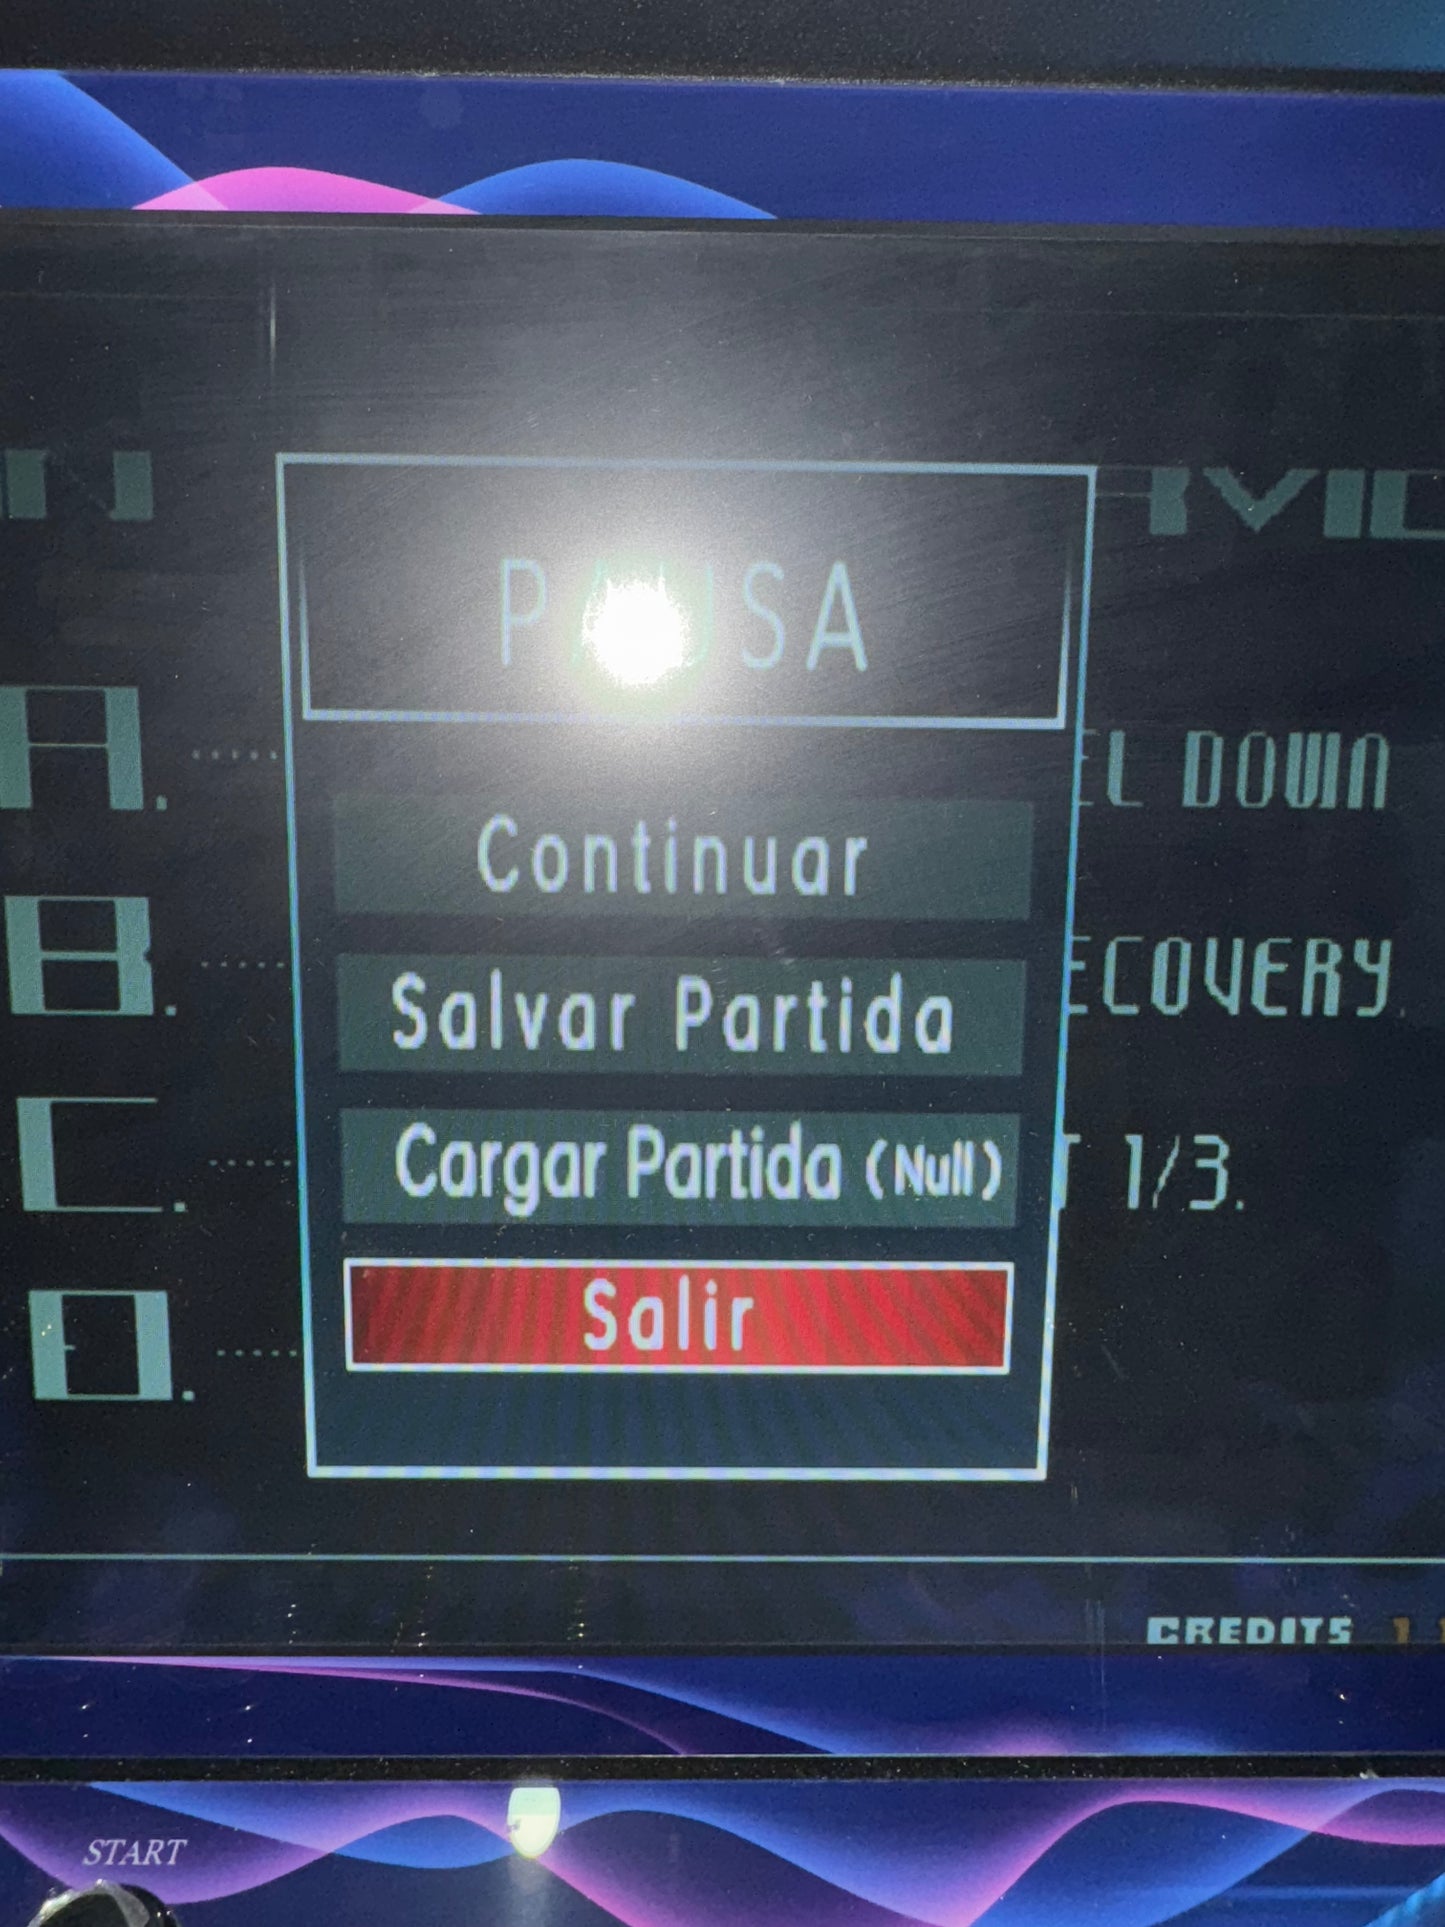 PAUSA
A. ..... EL DOWN
Continuar
B. ..... ECOVERY.
Salvar Partida
C. ..... 1/3.
Cargar Partida (Null)
D. .....
Salir
CREDITS
START